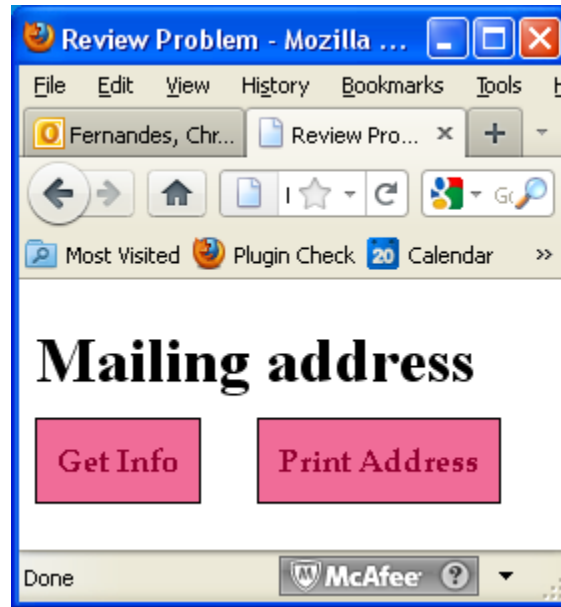 Review Problem - Mozilla ...
File Edit View History Bookmarks Tools H
Fernandes, Chr... Review Pro...
Most Visited Plugin Check 20 Calendar »
Mailing address
Get Info Print Address
Done McAfee ?